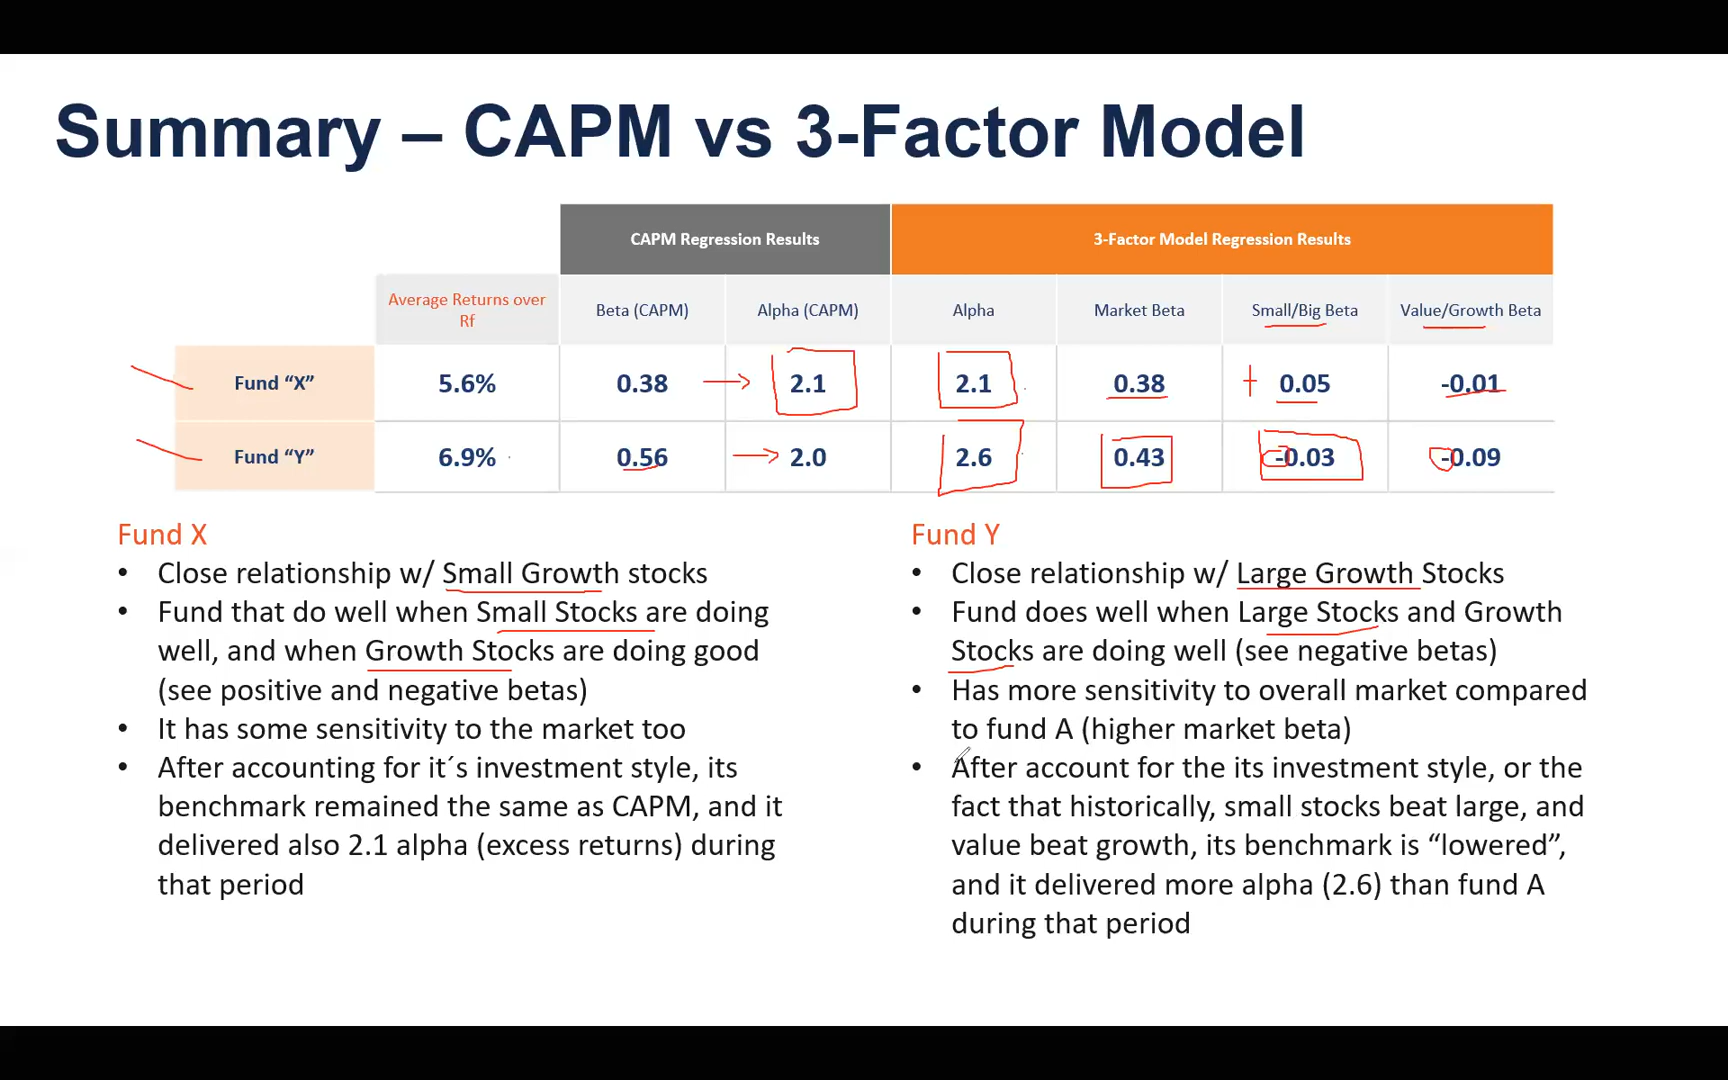 Summary – CAPM vs 3-Factor Model
CAPM Regression Results
3-Factor Model Regression Results
Average Returns over
Rf
Beta (CAPM)
Alpha (CAPM)
Alpha
Market Beta
Small/Big Beta
Value/Growth Beta
Fund “X” 5.6% 0.38 2.1 2.1 0.38 + 0.05 -0.01
Fund “Y” 6.9% 0.56 2.0 2.6 0.43 -0.03 -0.09
Fund X
• Close relationship w/ Small Growth stocks
• Fund that do well when Small Stocks are doing
well, and when Growth Stocks are doing good
(see positive and negative betas)
• It has some sensitivity to the market too
• After accounting for it´s investment style, its
benchmark remained the same as CAPM, and it
delivered also 2.1 alpha (excess returns) during
that period
Fund Y
• Close relationship w/ Large Growth Stocks
• Fund does well when Large Stocks and Growth
Stocks are doing well (see negative betas)
• Has more sensitivity to overall market compared
to fund A (higher market beta)
• After account for the its investment style, or the
fact that historically, small stocks beat large, and
value beat growth, its benchmark is “lowered”,
and it delivered more alpha (2.6) than fund A
during that period